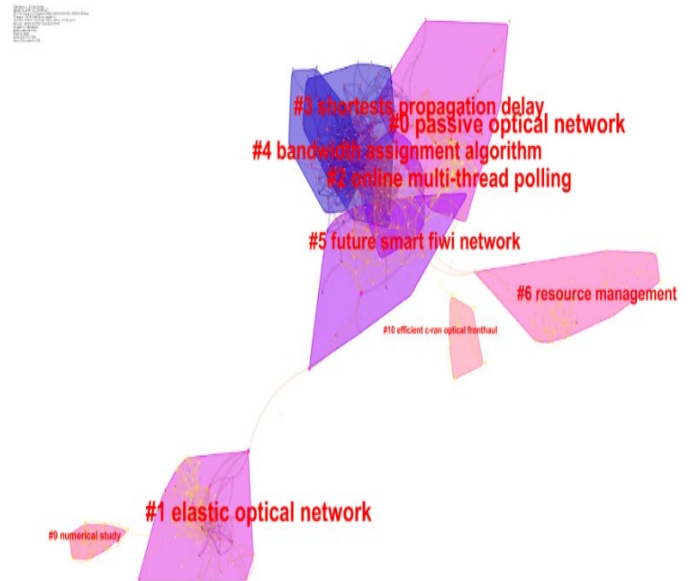 #3 shortests propagation delay
#0 passive optical network
#4 bandwidth assignment algorithm
#2 online multi-thread polling
#5 future smart fiwi network
#6 resource management
#10 efficient c-ran optical fronthaul
#1 elastic optical network
#9 numerical study